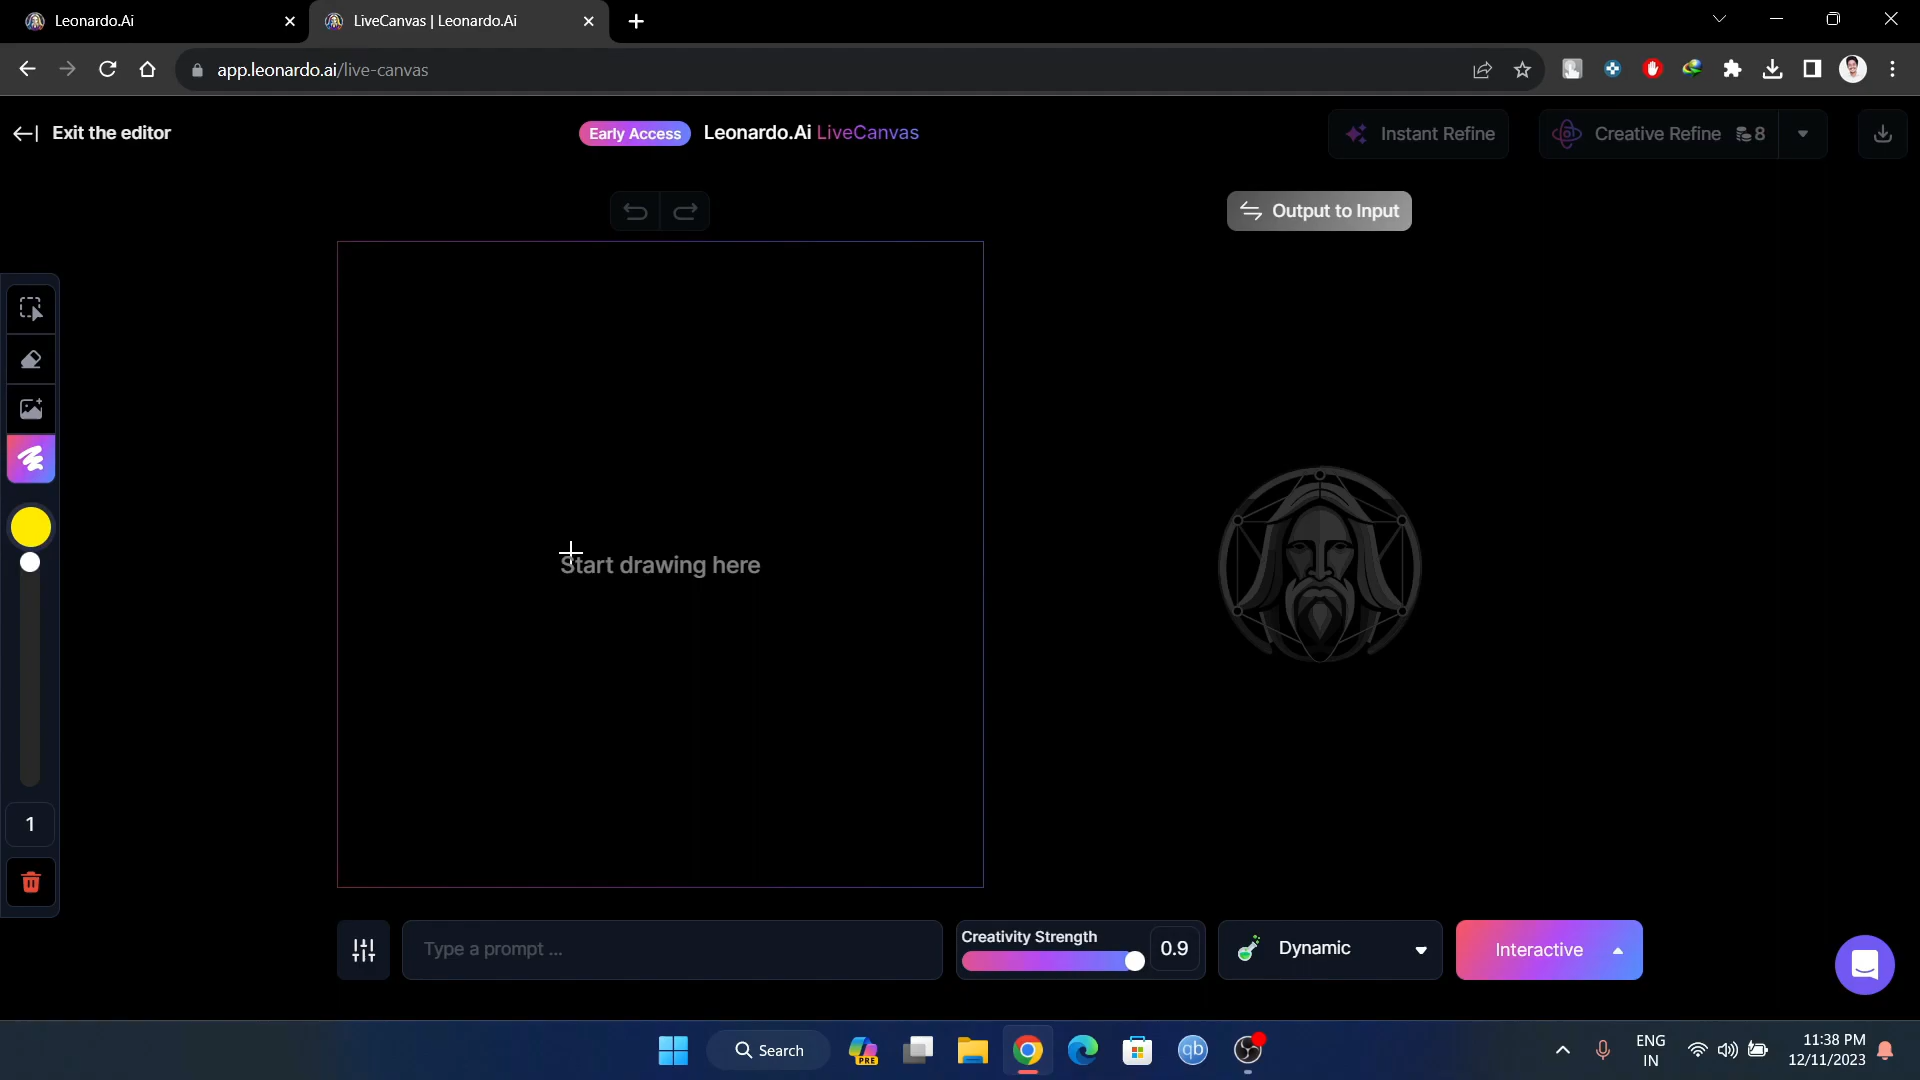 Leonardo.Ai
LiveCanvas | Leonardo.Ai
app.leonardo.ai/live-canvas
Exit the editor
Early Access Leonardo.Ai LiveCanvas
Instant Refine
Creative Refine 8
Output to Input
Start drawing here
1
Type a prompt ...
Creativity Strength
0.9
Dynamic
Interactive
Search
PRE
qb
ENG
IN
11:38 PM
12/11/2023